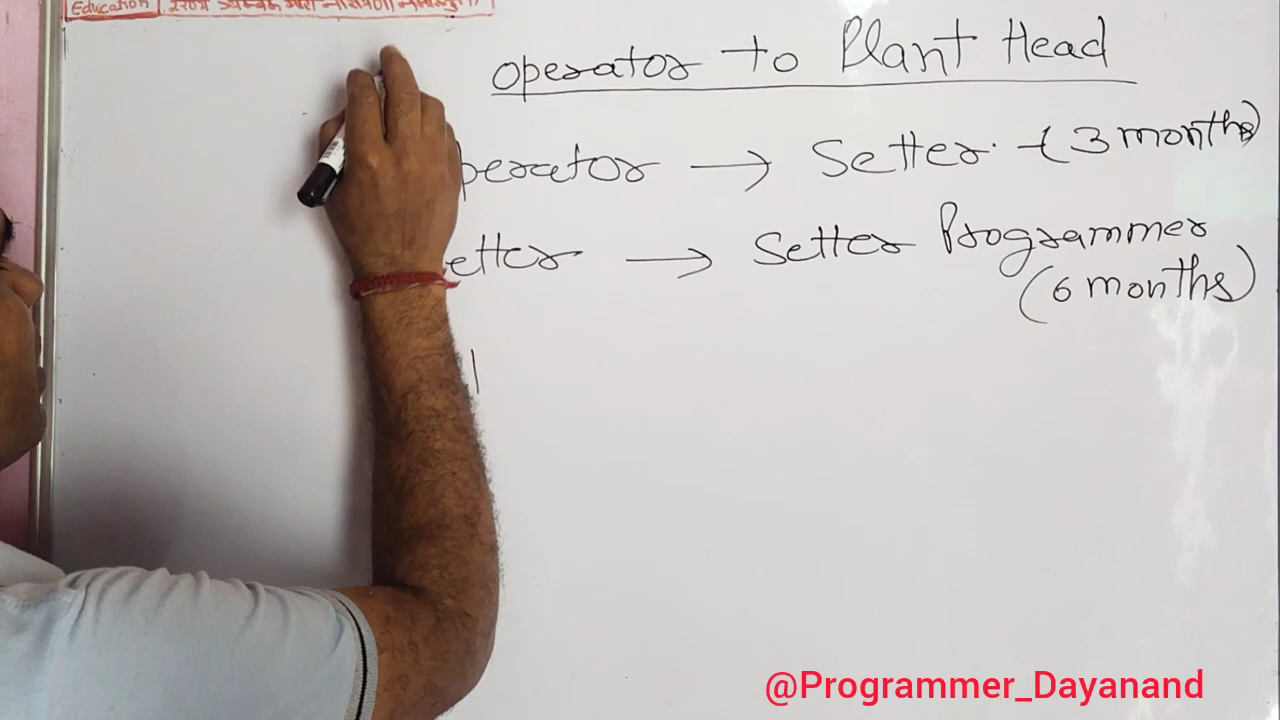 Education
operator to Plant Head
perator → Setter - (3 months)
etter → Setter Programmer
(6 months)
@Programmer_Dayanand